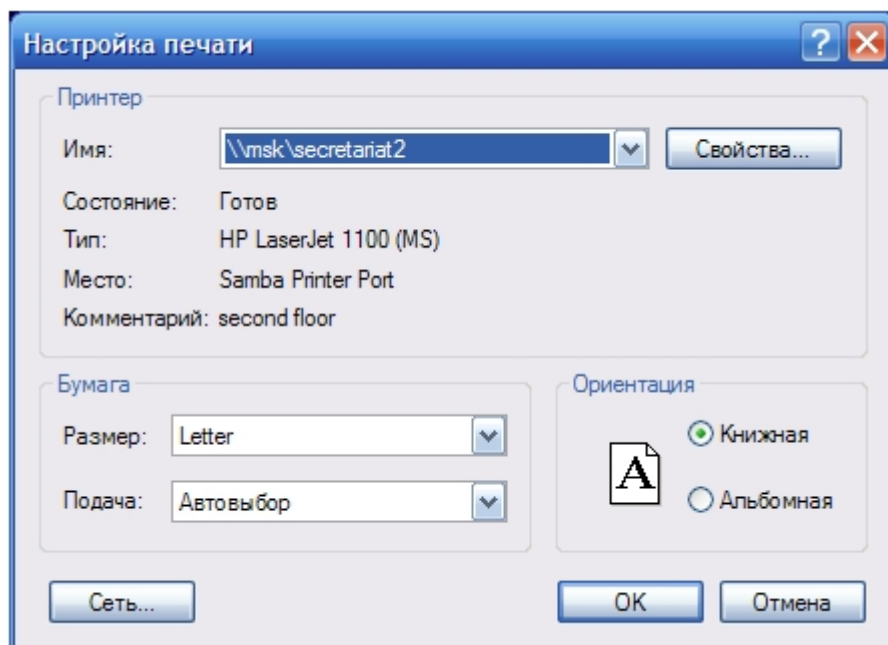 Настройка печати
Принтер
Имя: \\msk\secretariat2 Свойства...
Состояние: Готов
Тип: HP LaserJet 1100 (MS)
Место: Samba Printer Port
Комментарий: second floor
Бумага
Размер: Letter
Подача: Автовыбор
Ориентация
A
Книжная
Альбомная
Сеть... OK Отмена